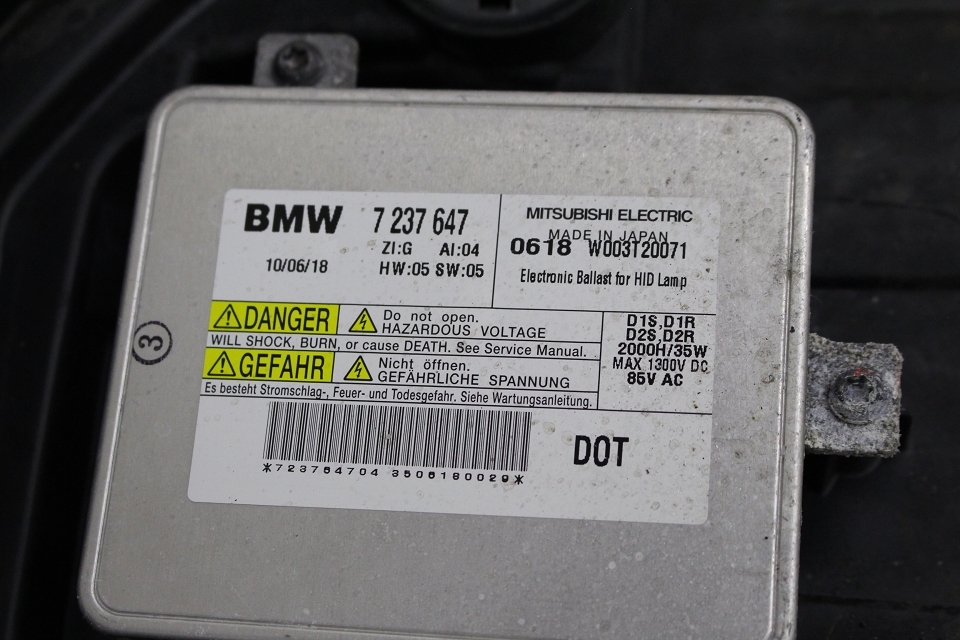 BMW 7 237 647
ZI:G AI:04
10/06/18 HW:05 SW:05
MITSUBISHI ELECTRIC
MADE IN JAPAN
0618 W003T20071
Electronic Ballast for HID Lamp
DANGER
Do not open.
HAZARDOUS VOLTAGE
WILL SHOCK, BURN, or cause DEATH. See Service Manual.
GEFAHR
Nicht öffnen.
GEFÄHRLICHE SPANNUNG
Es besteht Stromschlag-, Feuer- und Todesgefahr. Siehe Wartungsanleitung.
D1S,D1R
D2S,D2R
2000H/35W
MAX 1300V DC
85V AC
*723764704 3506180029*
DOT
3